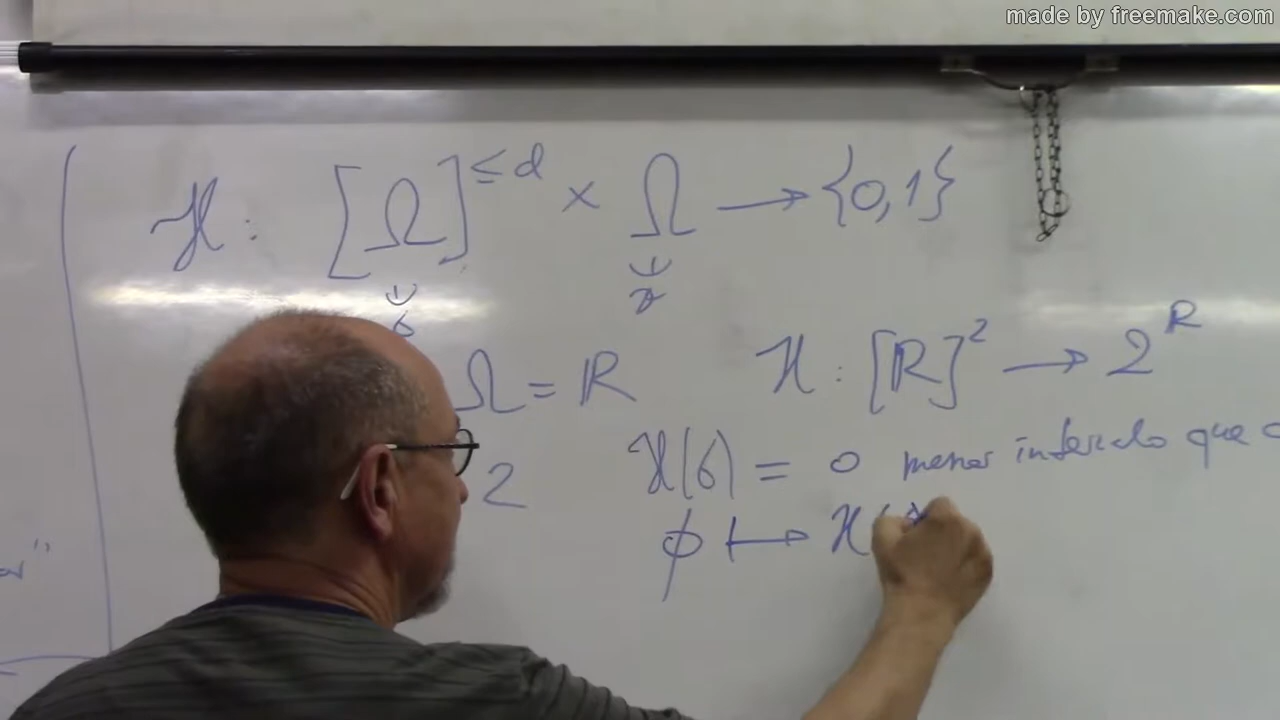 made by freemake.com
ℋ : [Ω]^{≤d} × Ω → {0,1}
σ x
Ω = ℝ ℋ : [ℝ]² → 2^ℝ
2 ℋ(σ) = o menor intervalo que
ϕ ↦ ℋ(